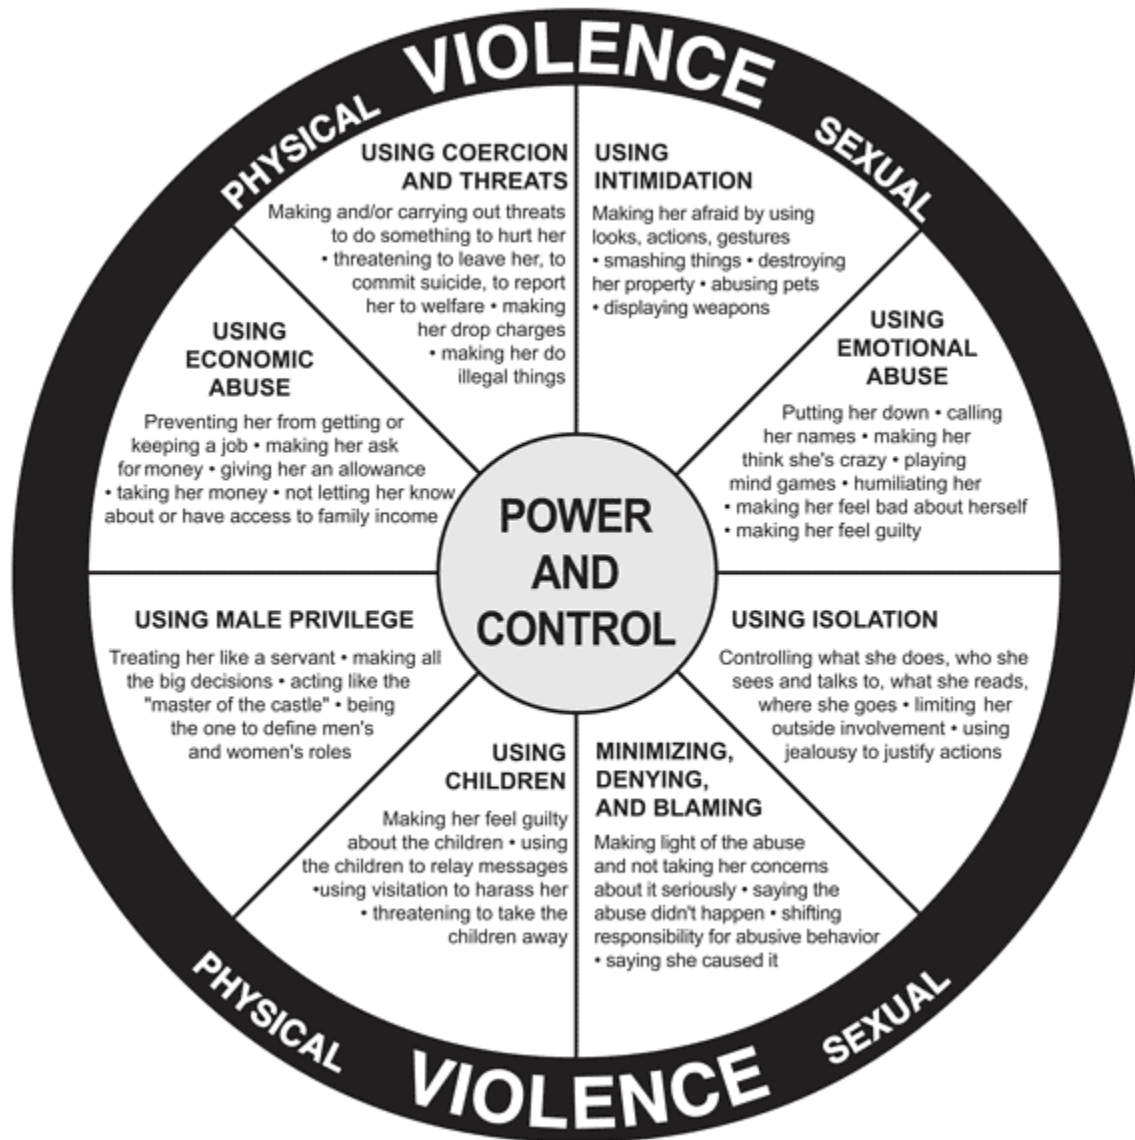 VIOLENCE
PHYSICAL
SEXUAL
USING COERCION
AND THREATS
Making and/or carrying out threats
to do something to hurt her
• threatening to leave her, to
commit suicide, to report
her to welfare • making
her drop charges
• making her do
illegal things
USING
INTIMIDATION
Making her afraid by using
looks, actions, gestures
• smashing things • destroying
her property • abusing pets
• displaying weapons
USING
EMOTIONAL
ABUSE
Putting her down • calling
her names • making her
think she's crazy • playing
mind games • humiliating her
• making her feel bad about herself
• making her feel guilty
USING ISOLATION
Controlling what she does, who she
sees and talks to, what she reads,
where she goes • limiting her
outside involvement • using
jealousy to justify actions
MINIMIZING,
DENYING,
AND BLAMING
Making light of the abuse
and not taking her concerns
about it seriously • saying the
abuse didn't happen • shifting
responsibility for abusive behavior
• saying she caused it
USING
CHILDREN
Making her feel guilty
about the children • using
the children to relay messages
•using visitation to harass her
• threatening to take the
children away
USING MALE PRIVILEGE
Treating her like a servant • making all
the big decisions • acting like the
"master of the castle" • being
the one to define men's
and women's roles
USING
ECONOMIC
ABUSE
Preventing her from getting or
keeping a job • making her ask
for money • giving her an allowance
• taking her money • not letting her know
about or have access to family income
POWER
AND
CONTROL
PHYSICAL
VIOLENCE
SEXUAL